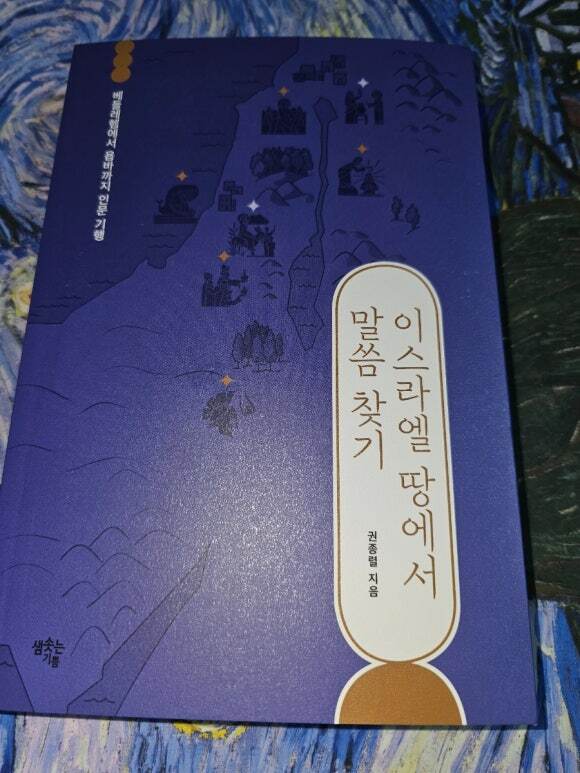 베들레헴에서 욥바까지 인문 기행
이스라엘 땅에서
말씀 찾기
권종렬 지음
샘솟는
기쁨